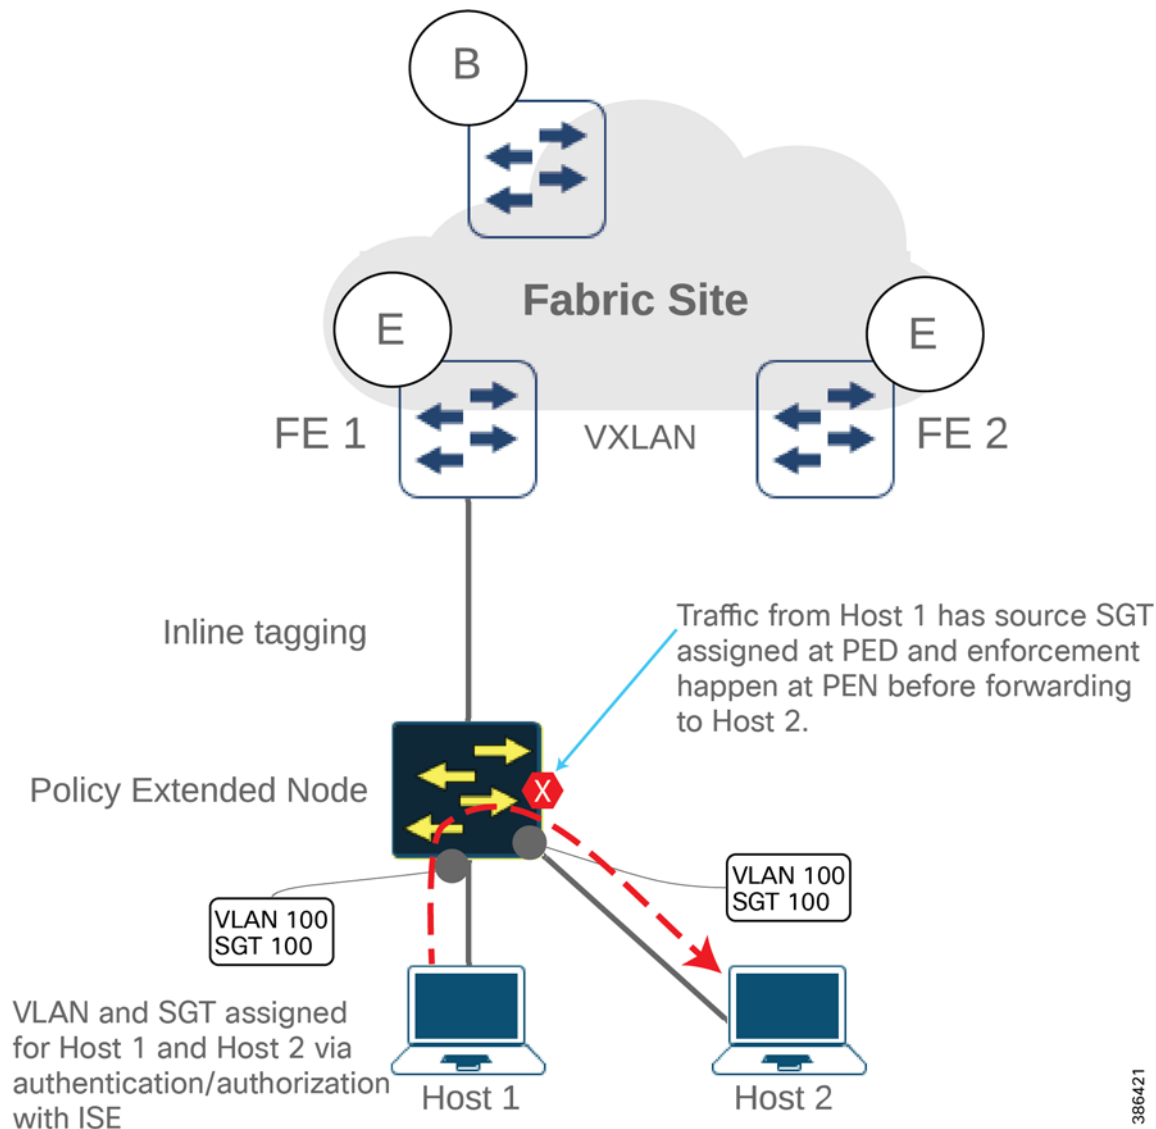 B
Fabric Site
E
E
FE 1
VXLAN
FE 2
Inline tagging
Traffic from Host 1 has source SGT
assigned at PED and enforcement
happen at PEN before forwarding
to Host 2.
Policy Extended Node
X
VLAN 100
SGT 100
VLAN 100
SGT 100
VLAN and SGT assigned
for Host 1 and Host 2 via
authentication/authorization
with ISE
Host 1
Host 2
386421